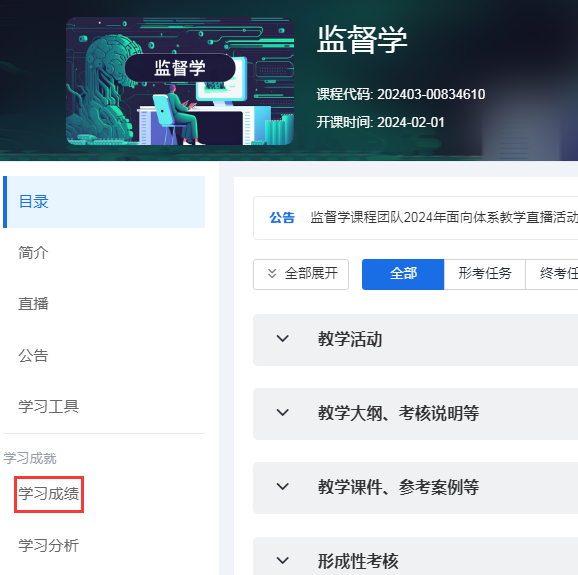 监督学
监督学
课程代码: 202403-00834610
开课时间: 2024-02-01
目录
简介
直播
公告
学习工具
学习成就
学习成绩
学习分析
公告 监督学课程团队2024年面向体系教学直播活动
全部展开 全部 形考任务 终考任
教学活动
教学大纲、考核说明等
教学课件、参考案例等
形成性考核